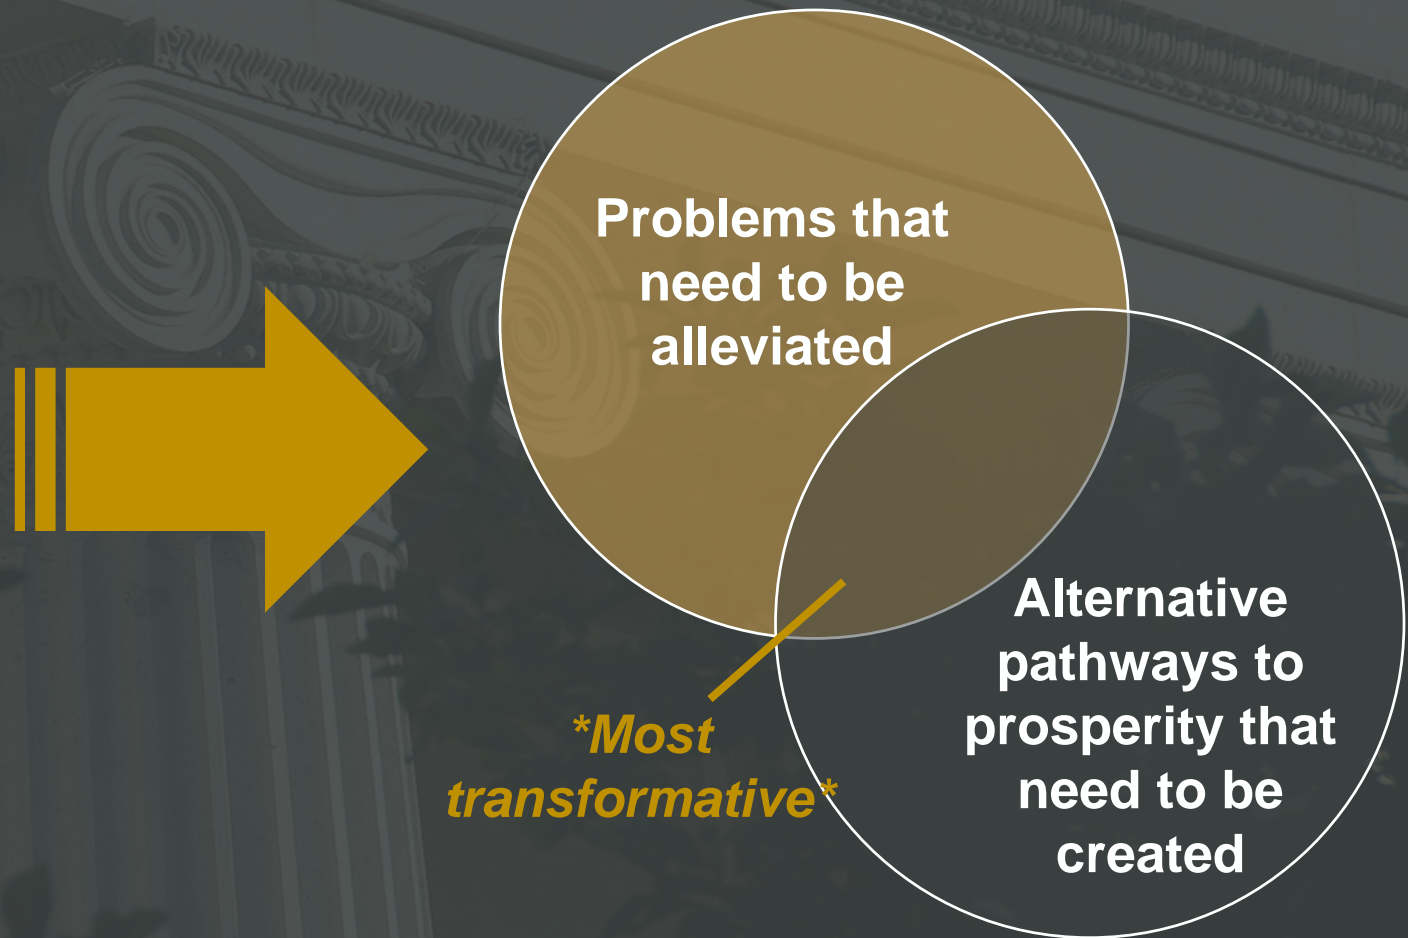 Problems that
need to be
alleviated
Alternative
pathways to
prosperity that
need to be
created
*Most
transformative*